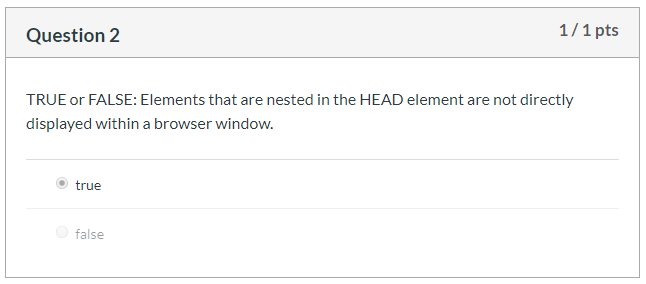 Question 2
1 / 1 pts
TRUE or FALSE: Elements that are nested in the HEAD element are not directly
displayed within a browser window.
true
false